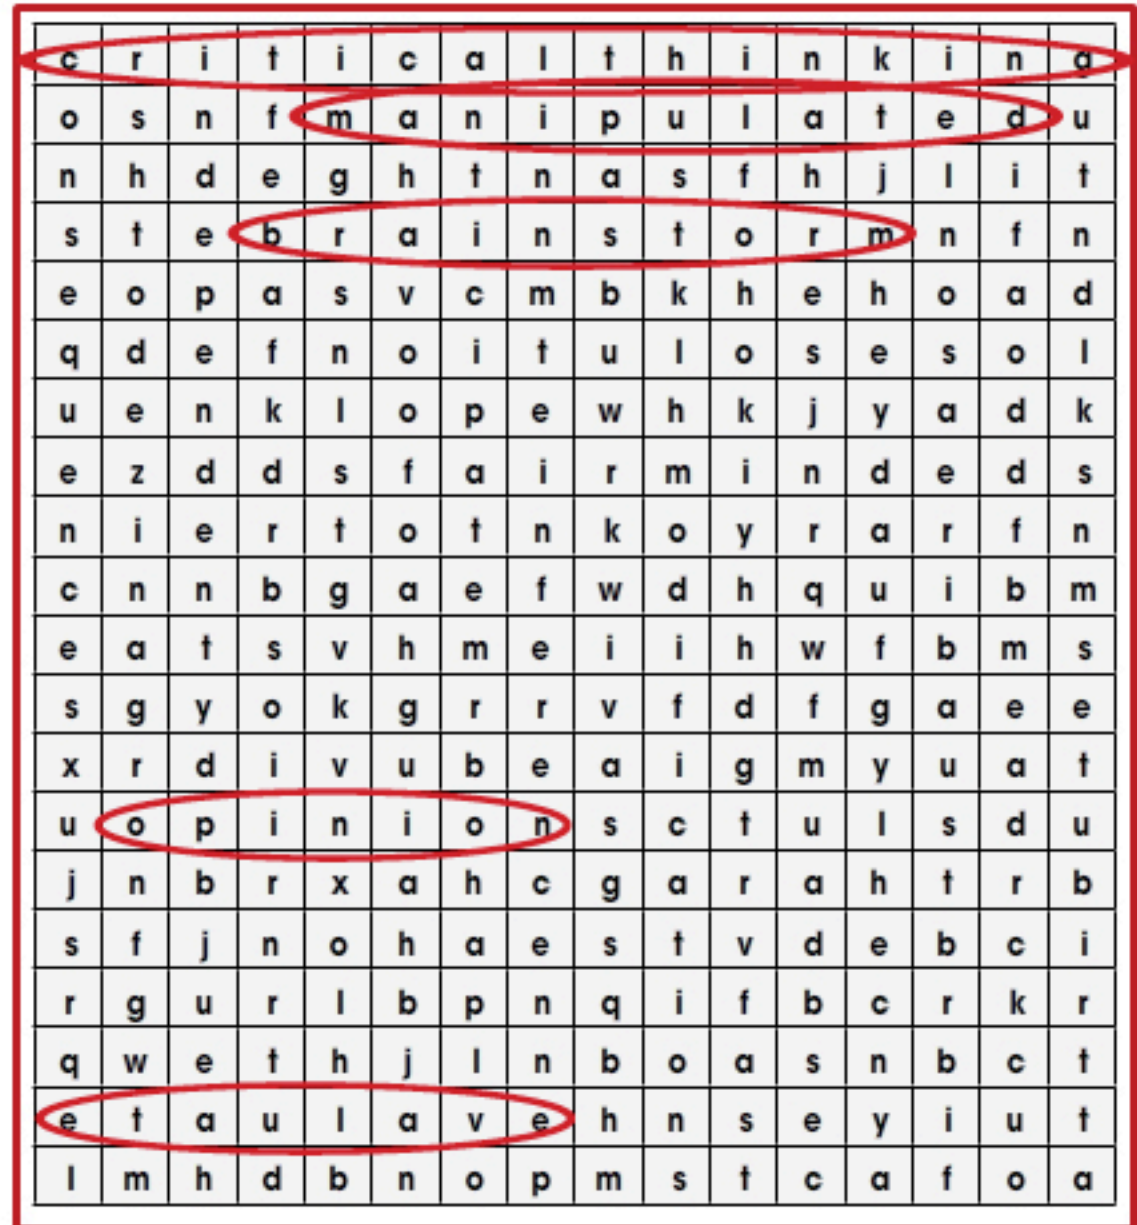 c r i t i c a l t h i n k i n g
o s n f m a n i p u l a t e d u
n h d e g h t n a s f h j l i t
s t e b r a i n s t o r m n f n
e o p a s v c m b k h e h o a d
q d e f n o i t u l o s e s o l
u e n k l o p e w h k j y a d k
e z d d s f a i r m i n d e d s
n i e r t o t n k o y r a r f n
c n n b g a e f w d h q u i b m
e a t s v h m e i i h w f b m s
s g y o k g r r v f d f g a e e
x r d i v u b e a i g m y u a t
u o p i n i o n s c t u l s d u
j n b r x a h c g a r a h t r b
s f j n o h a e s t v d e b c i
r g u r l b p n q i f b c r k r
q w e t h j l n b o a s n b c t
e t a u l a v e h n s e y i u t
l m h d b n o p m s t c a f o a